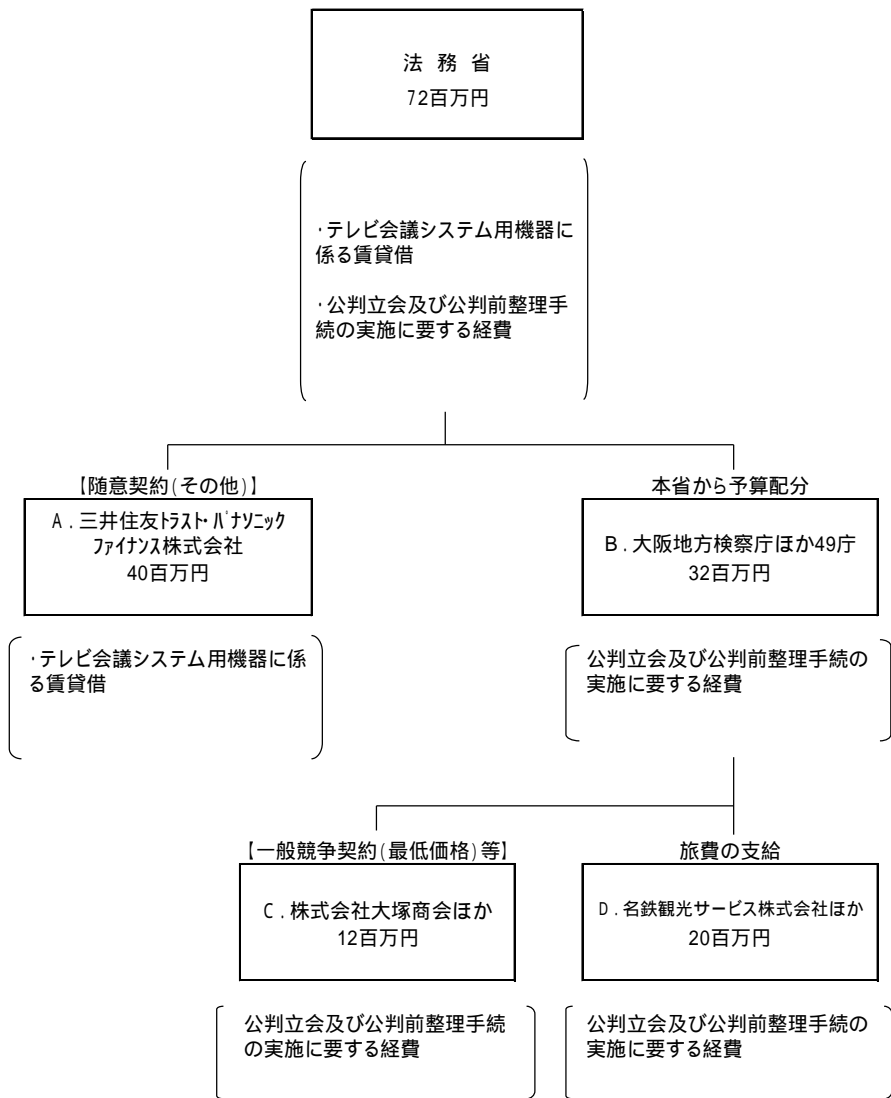 法 務 省
72百万円
・テレビ会議システム用機器に
係る賃貸借
・公判立会及び公判前整理手
続の実施に要する経費
【随意契約(その他)】
A．三井住友ﾄﾗｽﾄ・ﾊﾟﾅｿﾆｯｸ
ﾌｧｲﾅﾝｽ株式会社
40百万円
・テレビ会議システム用機器に係
る賃貸借
本省から予算配分
B．大阪地方検察庁ほか49庁
32百万円
公判立会及び公判前整理手続の
実施に要する経費
【一般競争契約(最低価格)等】
C．株式会社大塚商会ほか
12百万円
公判立会及び公判前整理手続
の実施に要する経費
旅費の支給
D．名鉄観光サービス株式会社ほか
20百万円
公判立会及び公判前整理手続の
実施に要する経費